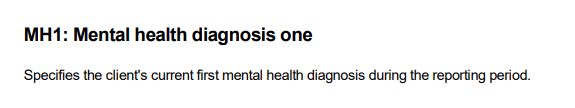 MH1: Mental health diagnosis one
Specifies the client's current first mental health diagnosis during the reporting period.